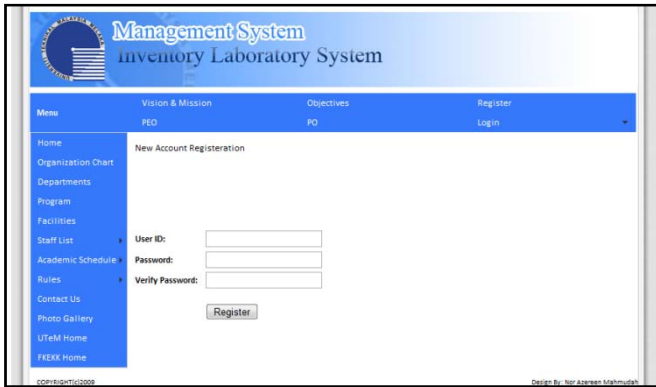 Management System
Inventory Laboratory System
Menu
Vision & Mission
Objectives
Register
PEO
PO
Login
Home
Organization Chart
Departments
Program
Facilities
Staff List
Academic Schedule
Rules
Contact Us
Photo Gallery
UTeM Home
FKEKK Home
New Account Registeration
User ID:
Password:
Verify Password:
Register
COPYRIGHT(c)2009
Design By: Nor Azereen Mahmudah